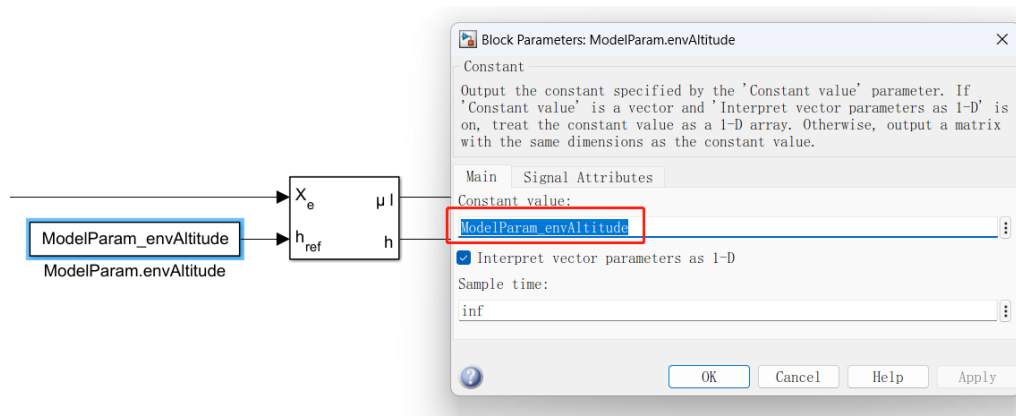 Block Parameters: ModelParam.envAltitude
Constant
Output the constant specified by the 'Constant value' parameter. If
'Constant value' is a vector and 'Interpret vector parameters as 1-D' is
on, treat the constant value as a 1-D array. Otherwise, output a matrix
with the same dimensions as the constant value.
Main Signal Attributes
Constant value:
ModelParam_envAltitude
Interpret vector parameters as 1-D
Sample time:
inf
OK Cancel Help Apply
X_e
μ l
ModelParam_envAltitude
h_ref
h
ModelParam.envAltitude